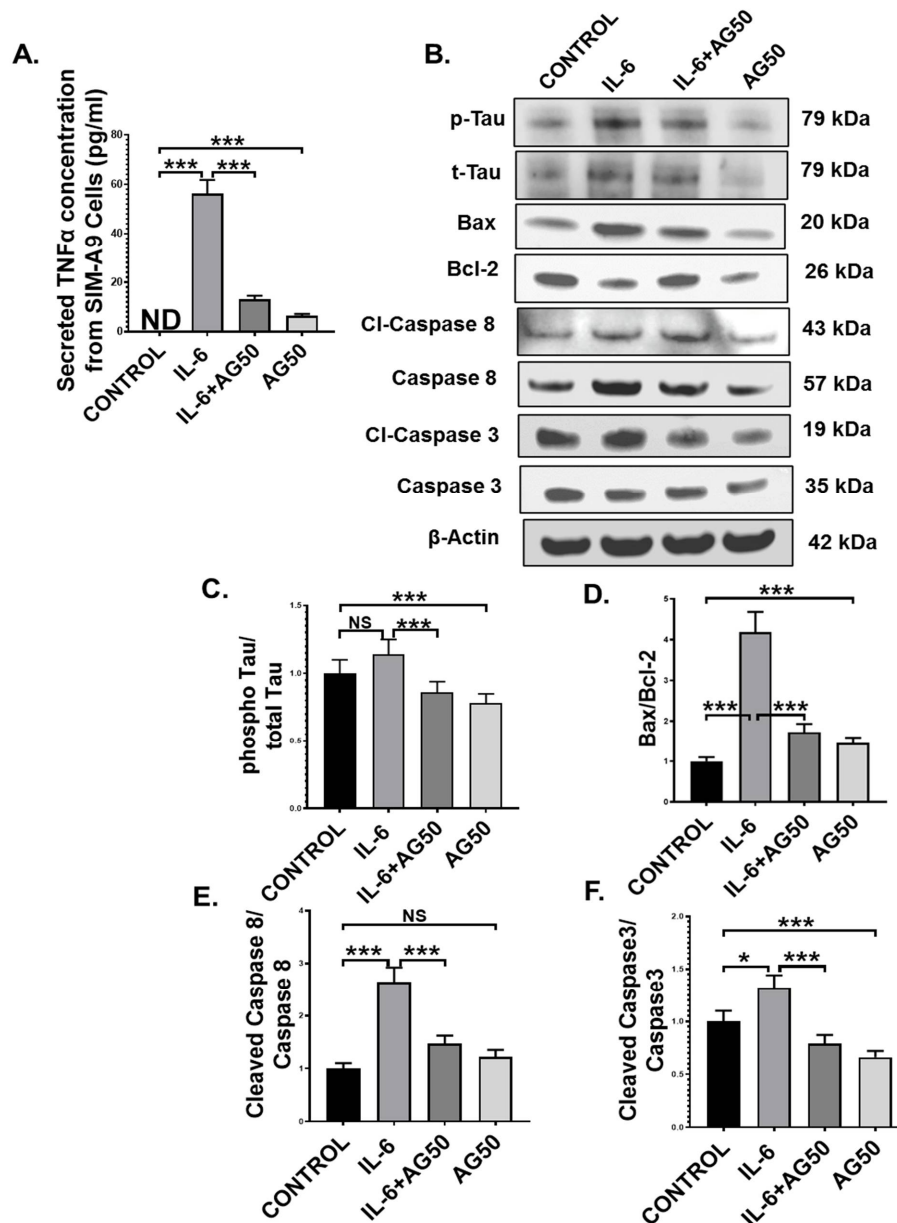 A.
Secreted TNFα concentration
from SIM-A9 Cells (pg/ml)
80
60
40
20
0
***
***
***
ND
CONTROL
IL-6
IL-6+AG50
AG50
B.
CONTROL
IL-6
IL-6+AG50
AG50
p-Tau
79 kDa
t-Tau
79 kDa
Bax
20 kDa
Bcl-2
26 kDa
Cl-Caspase 8
43 kDa
Caspase 8
57 kDa
Cl-Caspase 3
19 kDa
Caspase 3
35 kDa
β-Actin
42 kDa
C.
phospho Tau/
total Tau
1.5
1.0
0.5
0.0
***
NS
***
CONTROL
IL-6
IL-6+AG50
AG50
D.
Bax/Bcl-2
5
4
3
2
1
0
***
***
***
CONTROL
IL-6
IL-6+AG50
AG50
E.
Cleaved Caspase 8/
Caspase 8
4
3
2
1
0
NS
***
***
CONTROL
IL-6
IL-6+AG50
AG50
F.
Cleaved Caspase3/
Caspase3
2.0
1.5
1.0
0.5
0.0
***
*
***
CONTROL
IL-6
IL-6+AG50
AG50